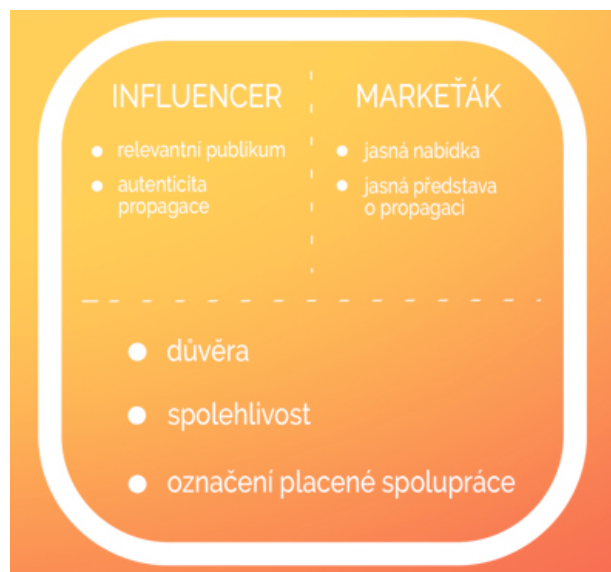 INFLUENCER
• relevantní publikum
• autenticita
propagace
MARKEŤÁK
• jasná nabídka
• jasná představa
o propagaci
• důvěra
• spolehlivost
• označení placené spolupráce